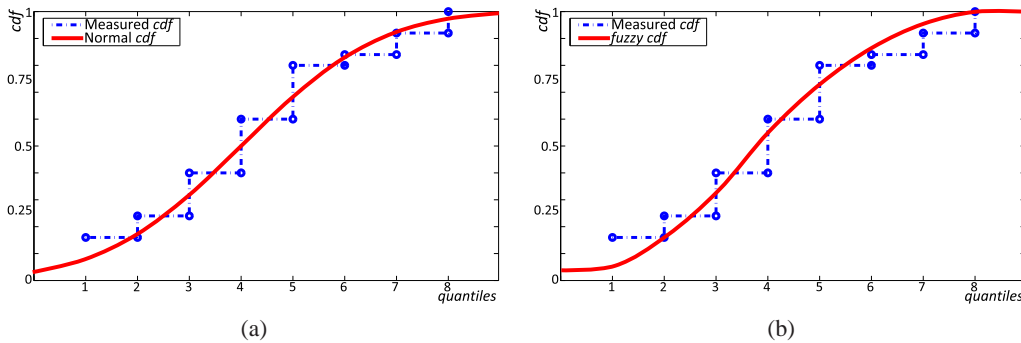 cdf
1
0.75
0.5
0.25
0
Measured cdf
Normal cdf
1 2 3 4 5 6 7 8
quantiles
(a)
cdf
1
0.75
0.5
0.25
0
Measured cdf
fuzzy cdf
1 2 3 4 5 6 7 8
quantiles
(b)